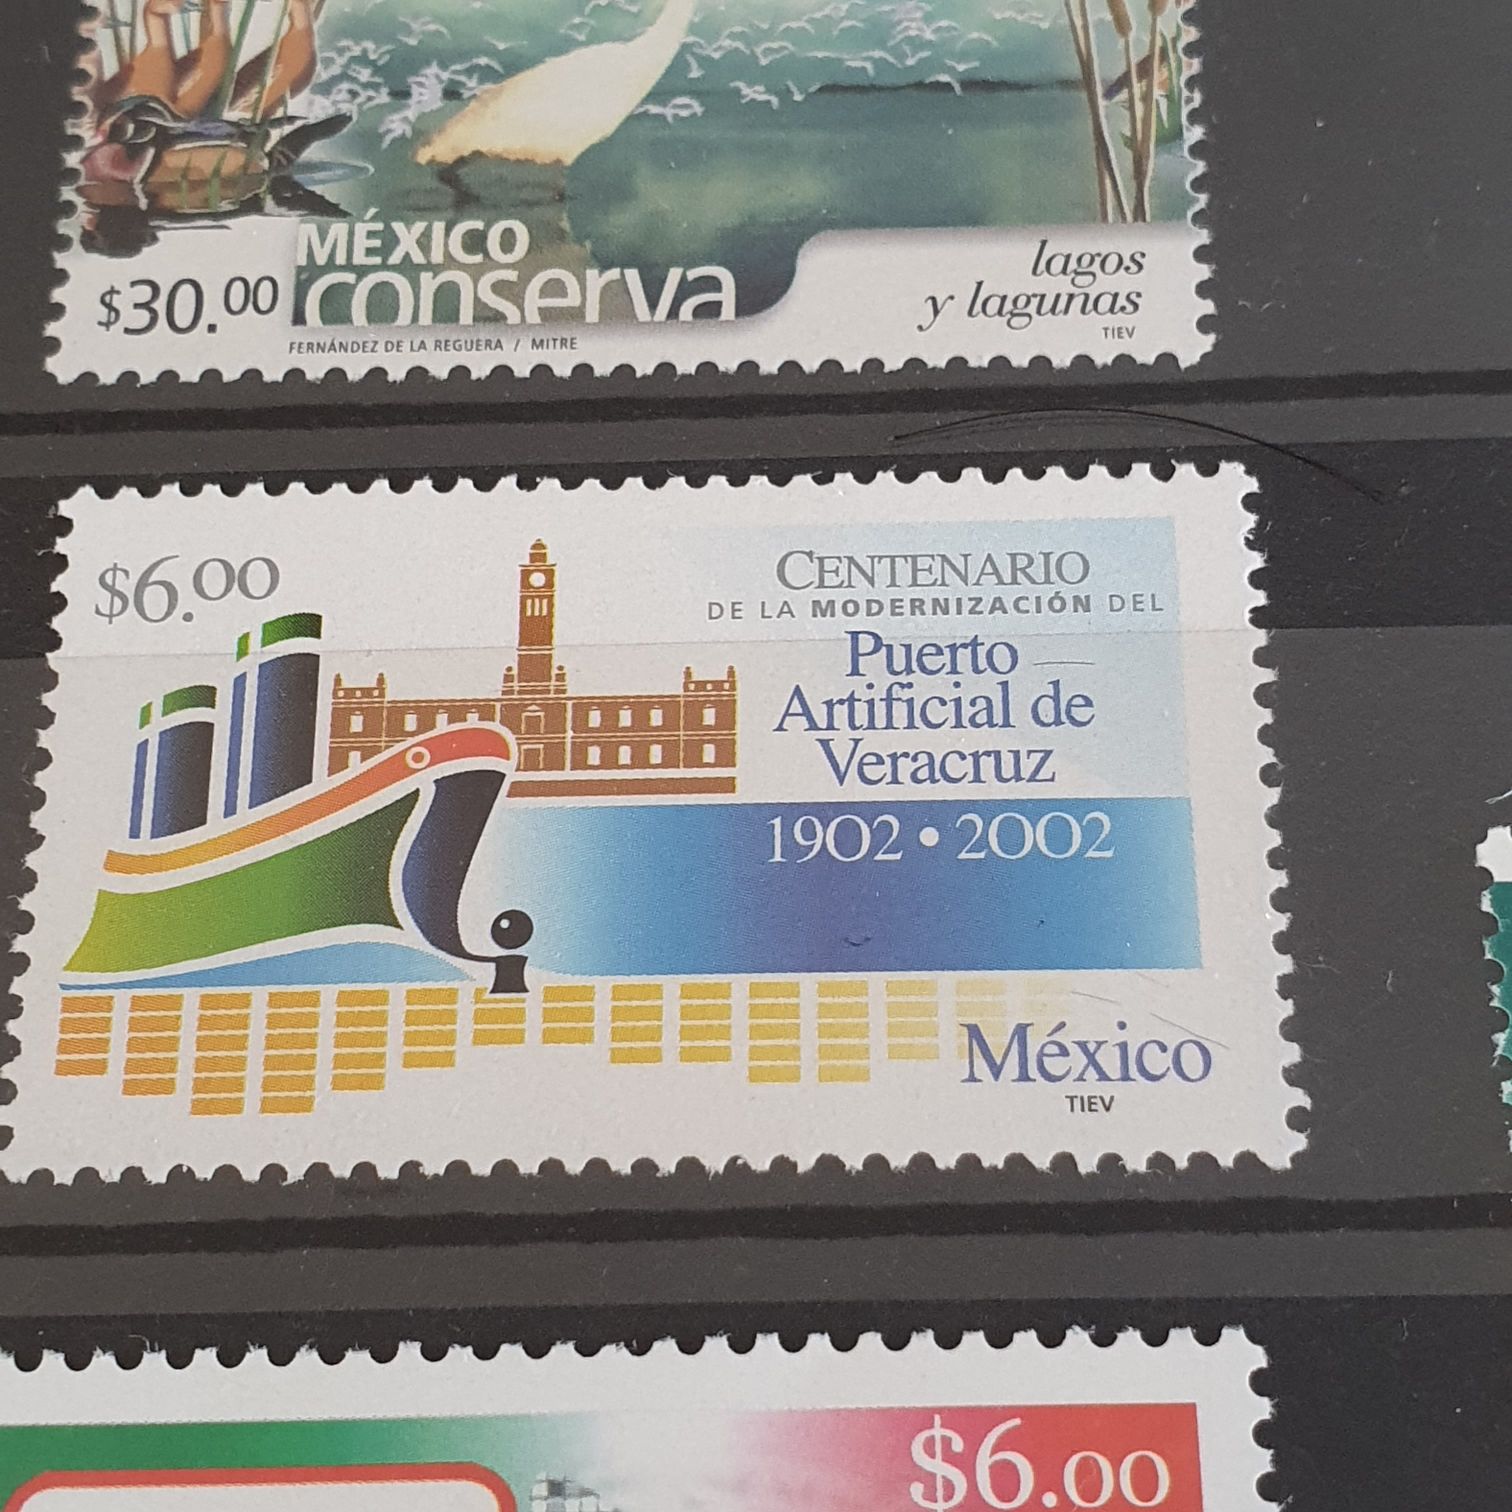 $30.00
MÉXICO
conserva
FERNÁNDEZ DE LA REGUERA / MITRE
lagos
y lagunas
TIEV
$6.00
CENTENARIO
DE LA MODERNIZACIÓN DEL
Puerto
Artificial de
Veracruz
1902 • 2002
México
TIEV
$6.00